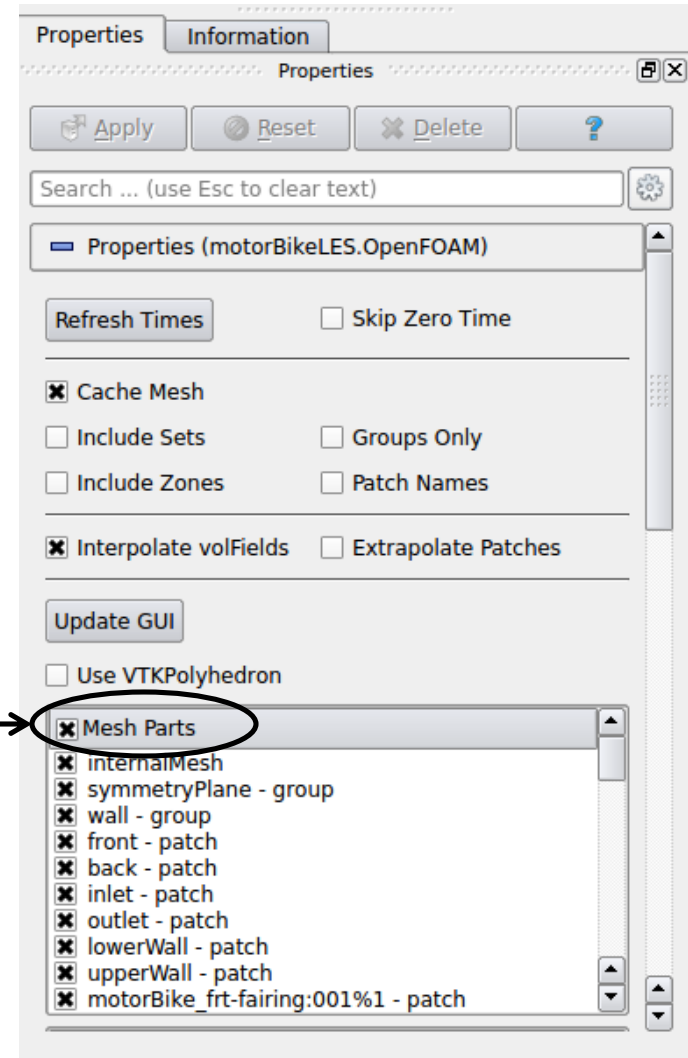 Properties Information
Properties
Apply Reset Delete ?
Search ... (use Esc to clear text)
Properties (motorBikeLES.OpenFOAM)
Refresh Times Skip Zero Time
Cache Mesh
Include Sets Groups Only
Include Zones Patch Names
Interpolate volFields Extrapolate Patches
Update GUI
Use VTKPolyhedron
Mesh Parts
internalMesh
symmetryPlane - group
wall - group
front - patch
back - patch
inlet - patch
outlet - patch
lowerWall - patch
upperWall - patch
motorBike_frt-fairing:001%1 - patch